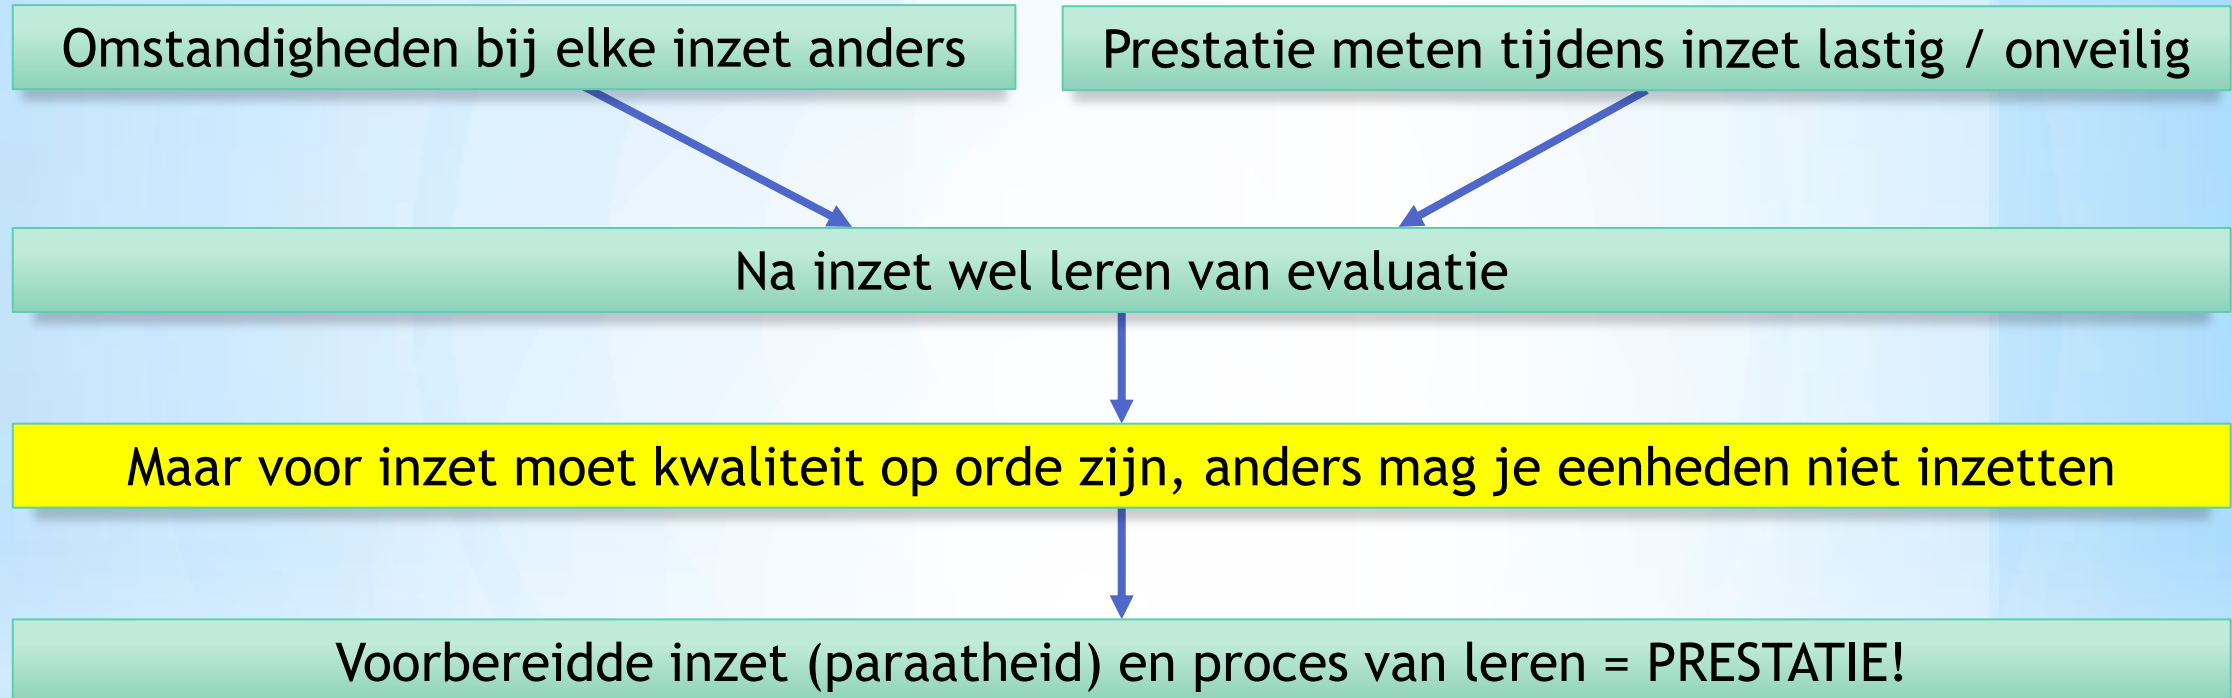 Omstandigheden bij elke inzet anders
Prestatie meten tijdens inzet lastig / onveilig
Na inzet wel leren van evaluatie
Maar voor inzet moet kwaliteit op orde zijn, anders mag je eenheden niet inzetten
Voorbereidde inzet (paraatheid) en proces van leren = PRESTATIE!